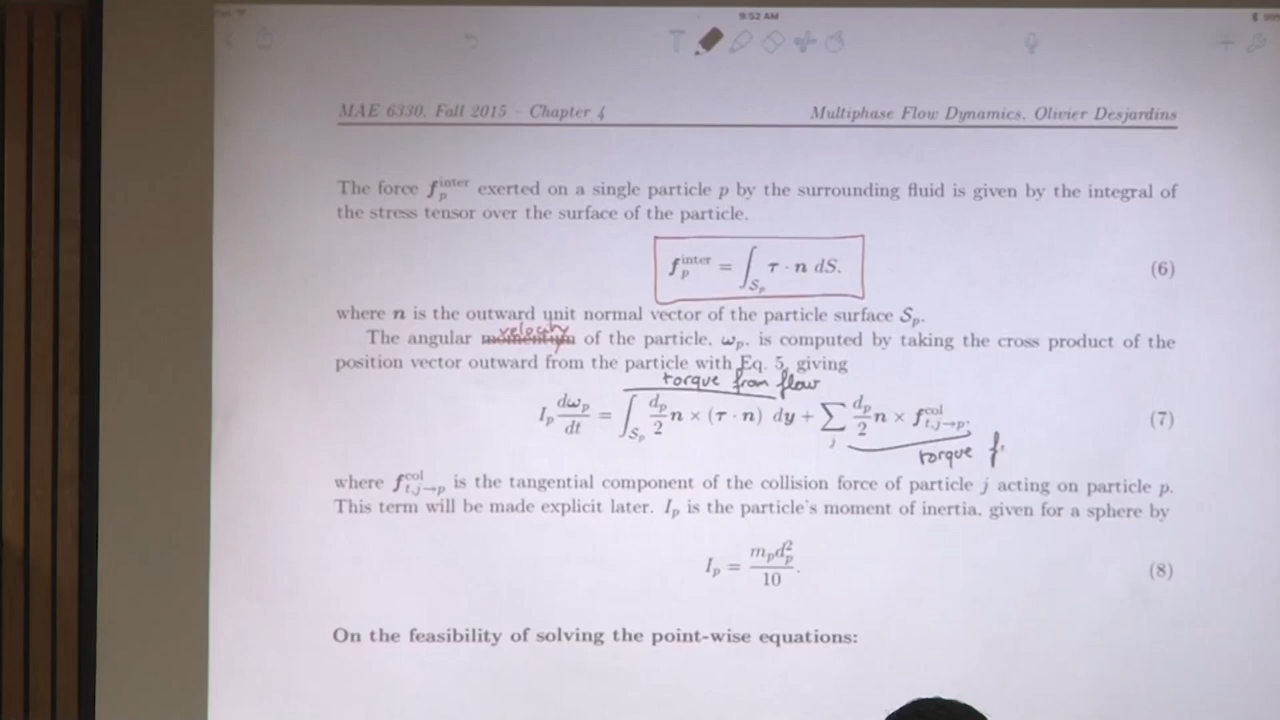 9:52 AM
MAE 6330, Fall 2015 - Chapter 4 Multiphase Flow Dynamics, Olivier Desjardins
The force f_p^inter exerted on a single particle p by the surrounding fluid is given by the integral of
the stress tensor over the surface of the particle.
f_p^inter = ∫_{S_p} τ · n dS. (6)
where n is the outward unit normal vector of the particle surface S_p.
velocity
The angular momentum of the particle, ω_p, is computed by taking the cross product of the
position vector outward from the particle with Eq. 5, giving
torque from flow
I_p dω_p/dt = ∫_{S_p} d_p/2 n × (τ · n) dy + ∑_j d_p/2 n × f^col_{t,j→p}, (7)
torque f
where f^col_{t,j→p} is the tangential component of the collision force of particle j acting on particle p.
This term will be made explicit later. I_p is the particle's moment of inertia, given for a sphere by
I_p = m_p d_p^2/10. (8)
On the feasibility of solving the point-wise equations: